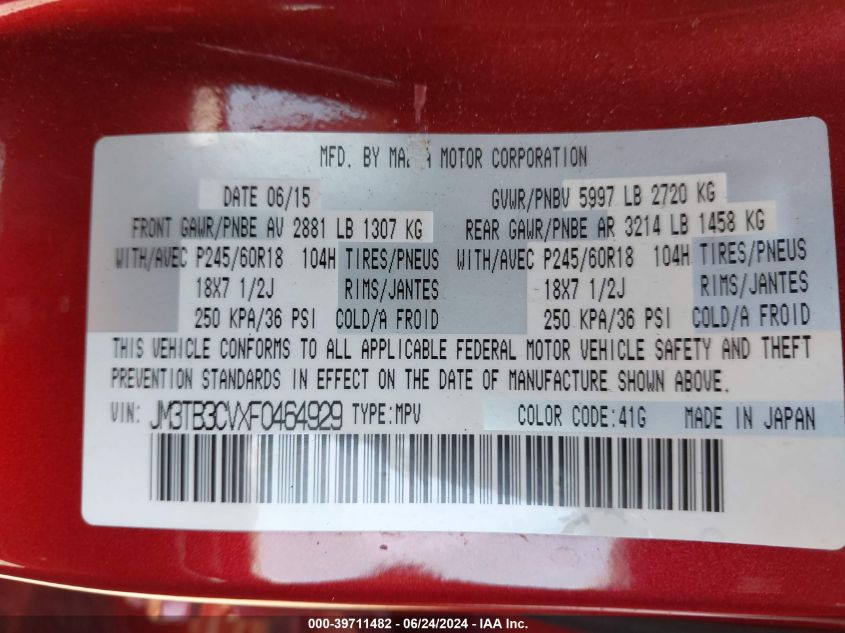 MFD. BY MAZDA MOTOR CORPORATION
DATE 06/15 GVWR/PNBV 5997 LB 2720 KG
FRONT GAWR/PNBE AV 2881 LB 1307 KG REAR GAWR/PNBE AR 3214 LB 1458 KG
WITH/AVEC P245/60R18 104H TIRES/PNEUS WITH/AVEC P245/60R18 104H TIRES/PNEUS
18X7 1/2J RIMS/JANTES 18X7 1/2J RIMS/JANTES
250 KPA/36 PSI COLD/A FROID 250 KPA/36 PSI COLD/A FROID
THIS VEHICLE CONFORMS TO ALL APPLICABLE FEDERAL MOTOR VEHICLE SAFETY AND THEFT
PREVENTION STANDARDS IN EFFECT ON THE DATE OF MANUFACTURE SHOWN ABOVE.
VIN: JM3TB3CVXF0464929 TYPE:MPV COLOR CODE:41G MADE IN JAPAN
000-39711482 - 06/24/2024 - IAA Inc.